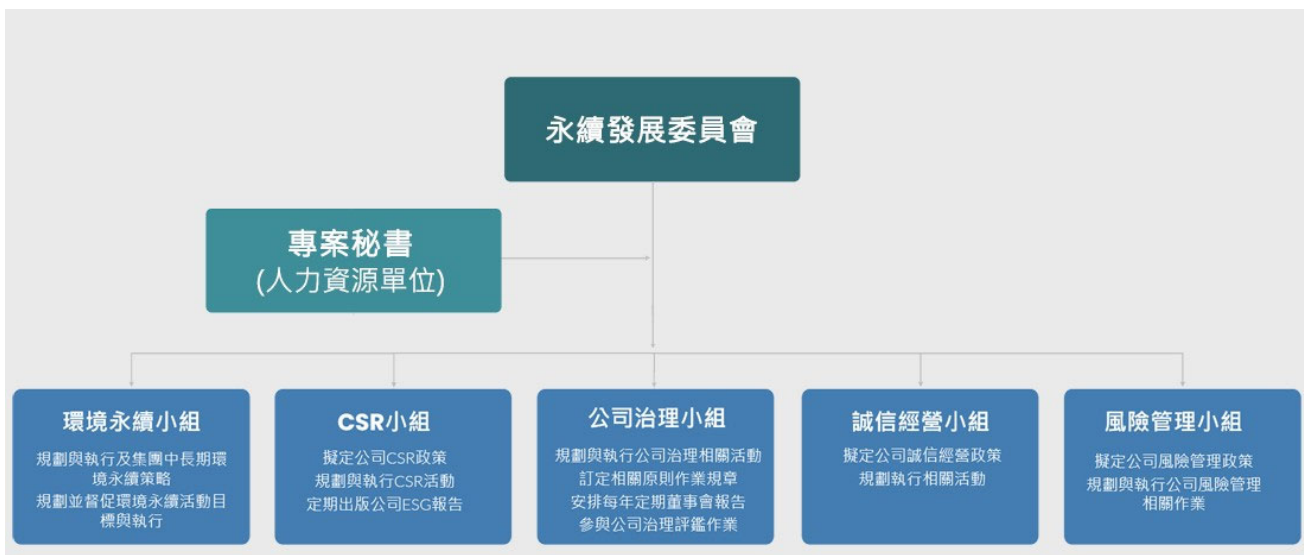 永續發展委員會
專案秘書
(人力資源單位)
環境永續小組
規劃與執行及集團中長期環
境永續策略
規劃並督促環境永續活動目
標與執行
CSR小組
擬定公司CSR政策
規劃與執行CSR活動
定期出版公司ESG報告
公司治理小組
規劃與執行公司治理相關活動
訂定相關原則作業規章
安排每年定期董事會報告
參與公司治理評鑑作業
誠信經營小組
擬定公司誠信經營政策
規劃執行相關活動
風險管理小組
擬定公司風險管理政策
規劃與執行公司風險管理
相關作業